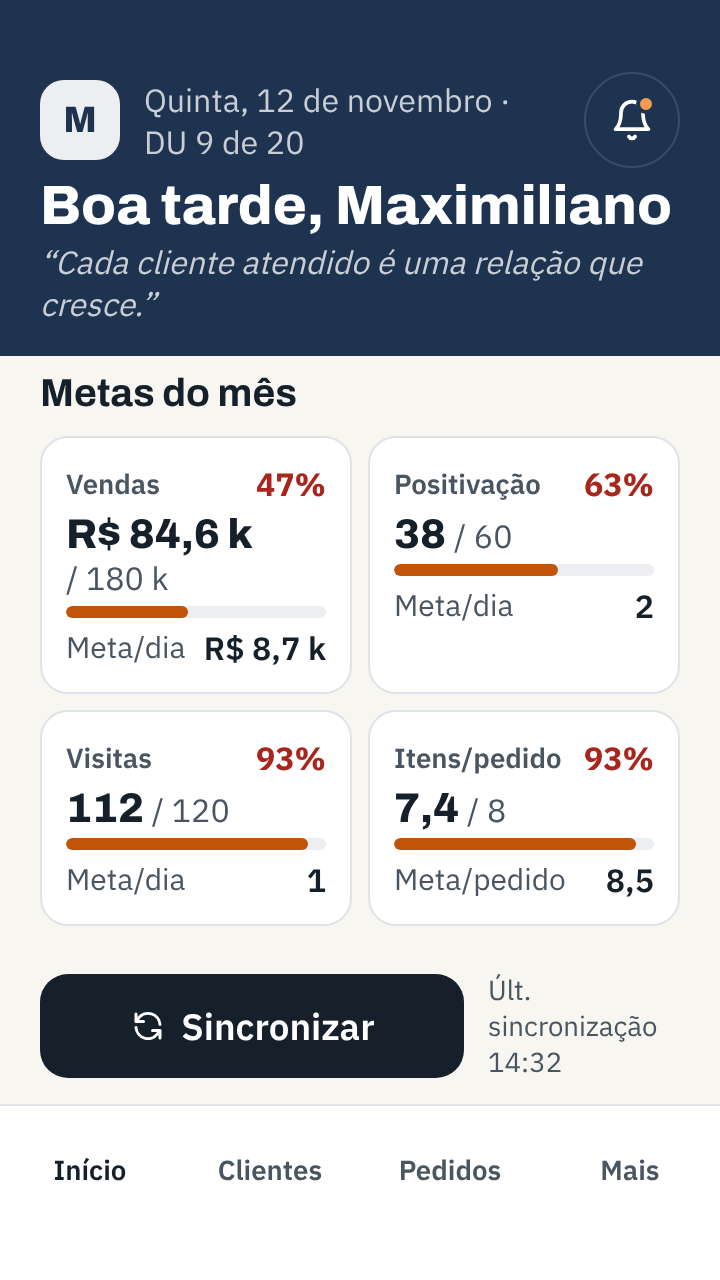 M
Quinta, 12 de novembro ·
DU 9 de 20
Boa tarde, Maximiliano
“Cada cliente atendido é uma relação que
cresce.”
Metas do mês
Vendas 47%
R$ 84,6 k
/ 180 k
Meta/dia R$ 8,7 k
Positivação 63%
38 / 60
Meta/dia 2
Visitas 93%
112 / 120
Meta/dia 1
Itens/pedido 93%
7,4 / 8
Meta/pedido 8,5
Sincronizar
Últ.
sincronização
14:32
Início Clientes Pedidos Mais